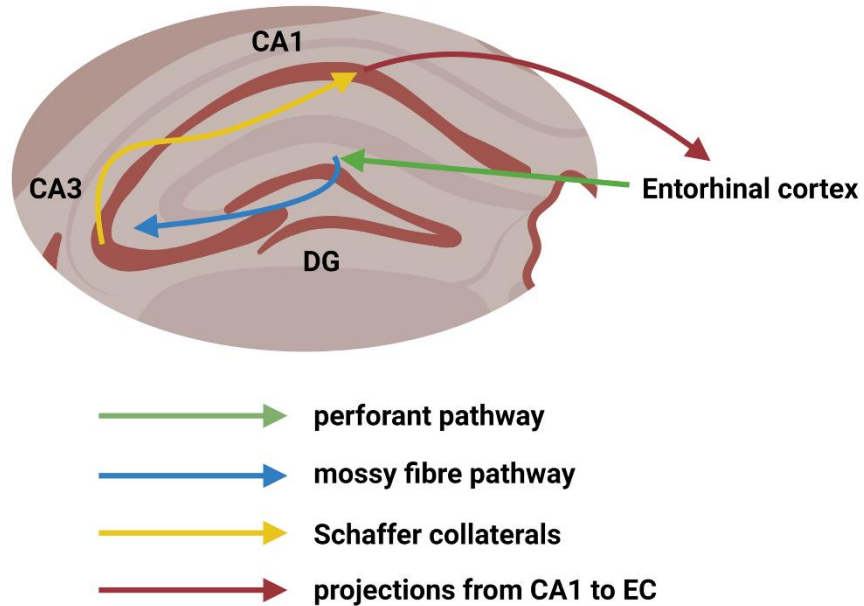 CA1
CA3
Entorhinal cortex
DG
perforant pathway
mossy fibre pathway
Schaffer collaterals
projections from CA1 to EC